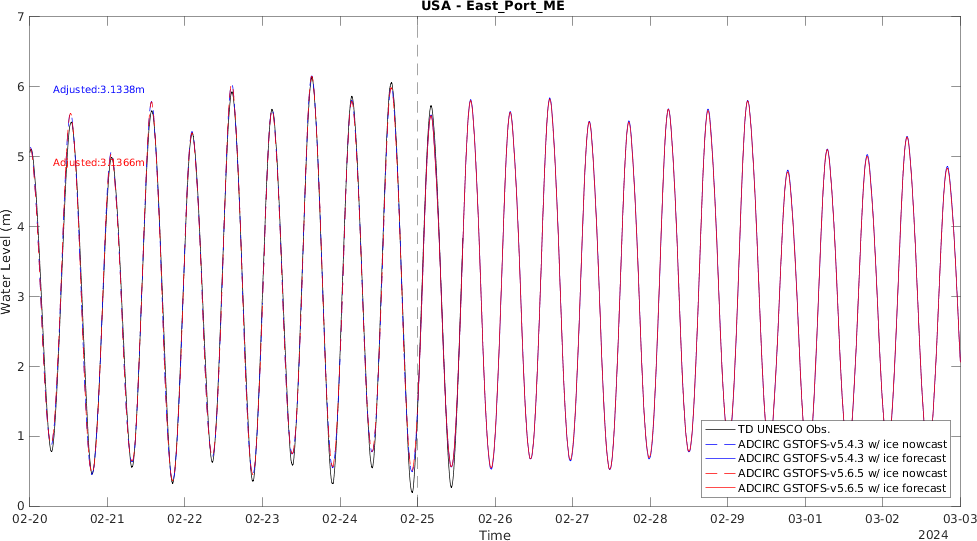 USA - East_Port_ME
7
6
5
4
3
2
1
0
Water Level (m)
Adjusted:3.1338m
Adjusted:3.1366m
TD UNESCO Obs.
ADCIRC GSTOFS-v5.4.3 w/ ice nowcast
ADCIRC GSTOFS-v5.4.3 w/ ice forecast
ADCIRC GSTOFS-v5.6.5 w/ ice nowcast
ADCIRC GSTOFS-v5.6.5 w/ ice forecast
02-20 02-21 02-22 02-23 02-24 02-25 02-26 02-27 02-28 02-29 03-01 03-02 03-03
Time
2024